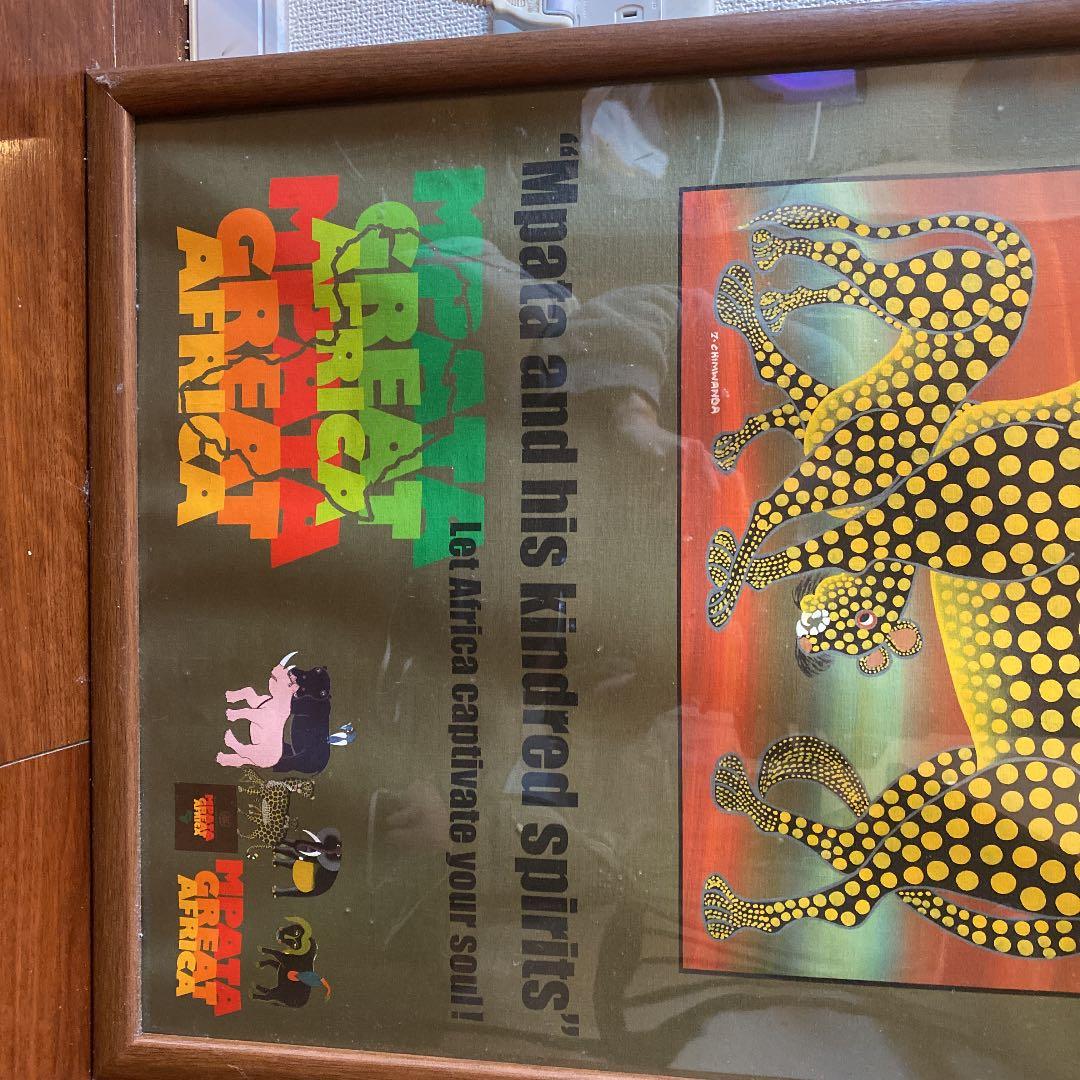 CHIMWANDA
“Mpata and his kindred spirits”
Let Africa captivate your soul!
MPATA
GREAT
AFRICA
MPATA
GREAT
AFRICA
MPATA
GREAT
AFRICA